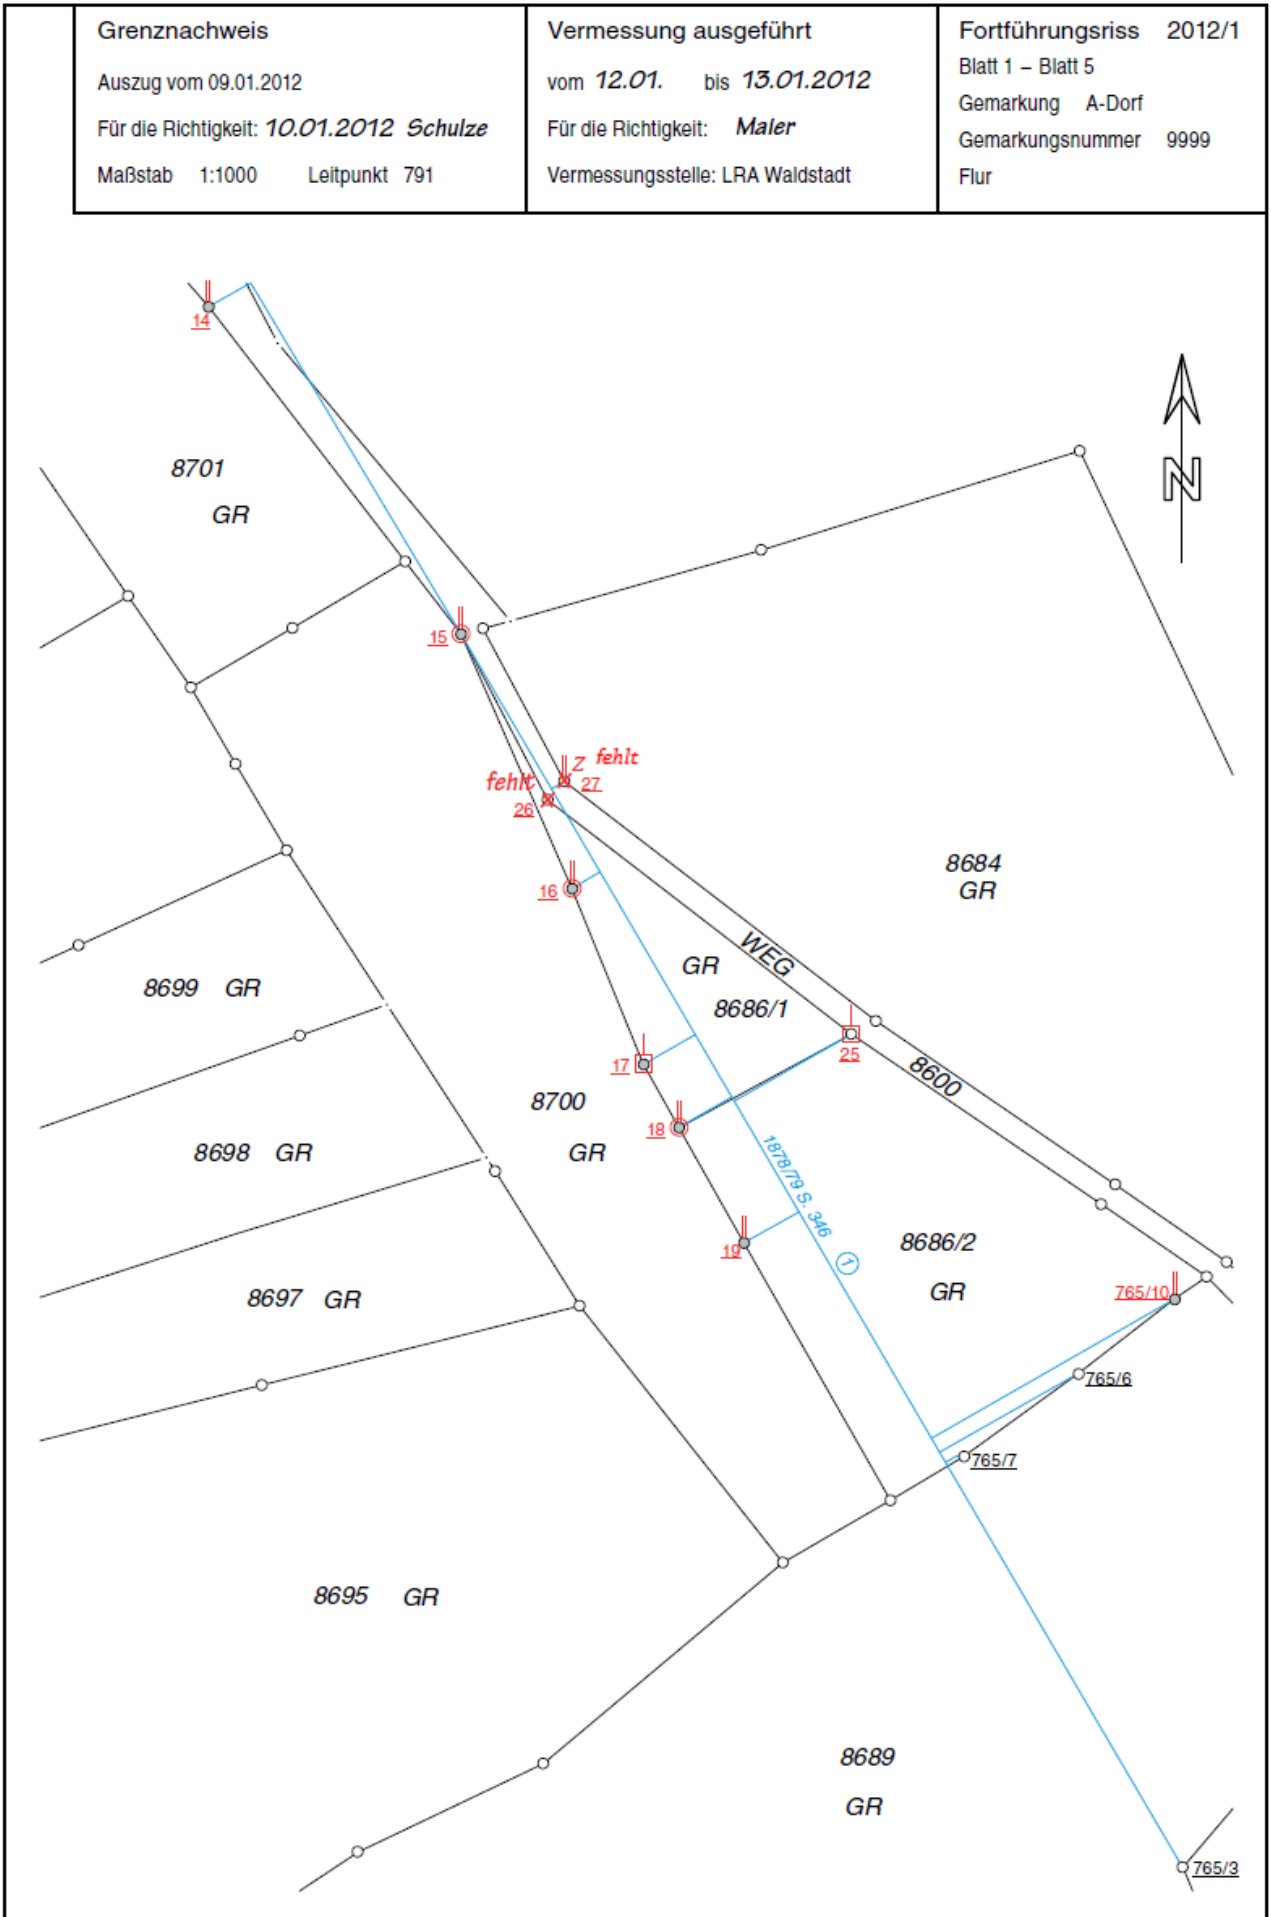 Grenznachweis
Auszug vom 09.01.2012
Für die Richtigkeit: 10.01.2012 Schulze
Maßstab 1:1000 Leitpunkt 791
Vermessung ausgeführt
vom 12.01. bis 13.01.2012
Für die Richtigkeit: Maier
Vermessungsstelle: LRA Waldstadt
Fortführungsriss 2012/1
Blatt 1 – Blatt 5
Gemarkung A-Dorf
Gemarkungsnummer 9999
Flur
14
8701
GR
N
15
Z fehlt
fehlt
27
26
8684
GR
16
WEG
GR
8699 GR
8686/1
25
17
8600
8700
18
8698 GR
GR
1878/79 S. 346
1
19
8686/2
GR
8697 GR
765/10
765/6
765/7
8695 GR
8689
GR
765/3